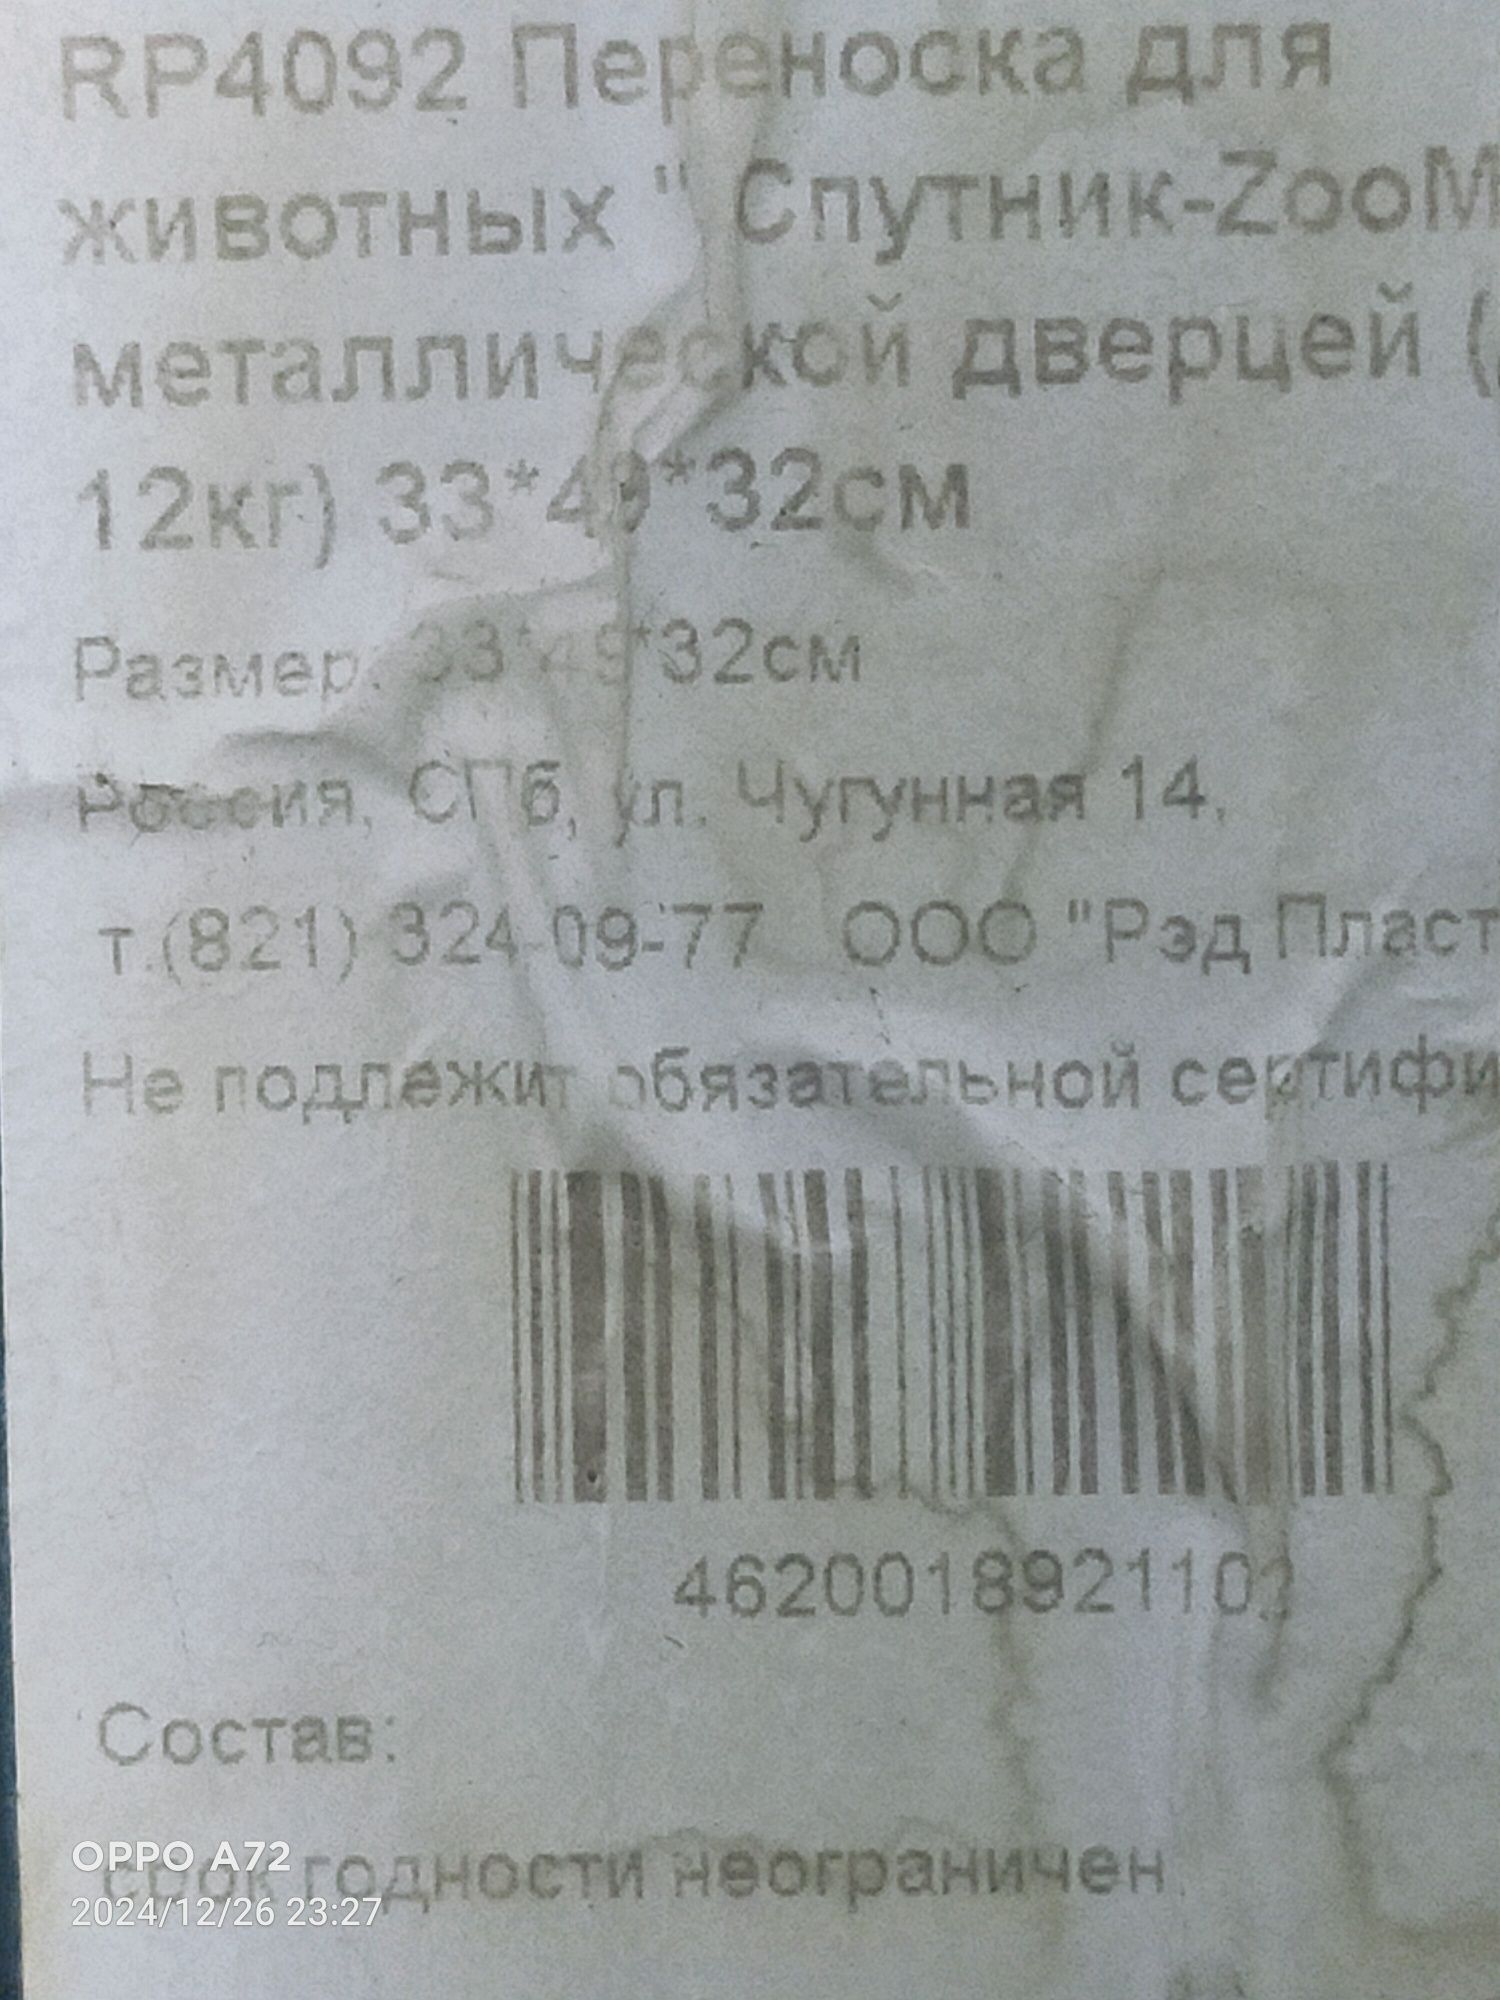 RP4092 Переноска для
животных " Спутник-ZooM
металлической дверцей (
12кг) 33*49*32см
Размер: 33*49*32см
Россия, СПб, ул. Чугунная 14,
т.(821) 324-09-77 ООО "Рэд Пласт
Не подлежит обязательной сертифи
Состав:
срок годности неограничен.
OPPO A72
2024/12/26 23:27